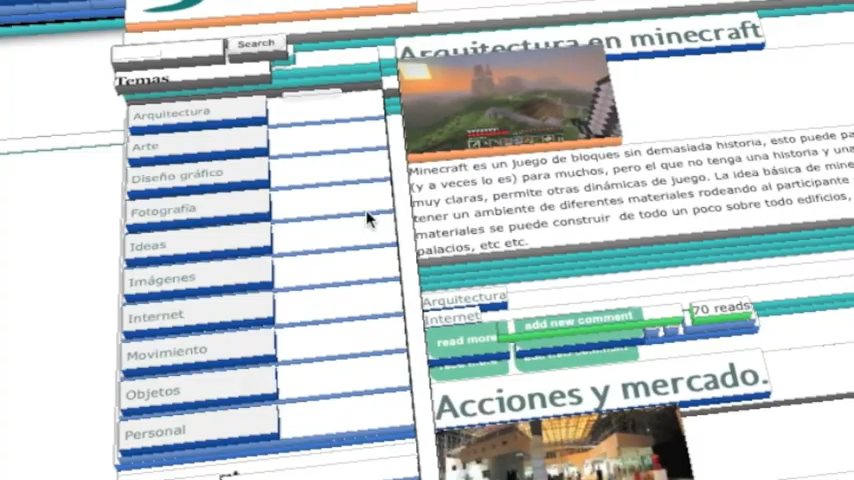 Search
Temas
Arquitectura
Arte
Diseño gráfico
Fotografía
Ideas
Imágenes
Internet
Movimiento
Objetos
Personal
Arquitectura en minecraft
Minecraft es un juego de bloques sin demasiada historia, esto puede
(y a veces lo es) para muchos, pero el que no tenga una historia y
muy claras, permite otras dinámicas de juego. La idea básica de
tener un ambiente de diferentes materiales rodeando al participante
materiales se puede construir de todo un poco sobre todo edificios,
palacios, etc etc.
Arquitectura
Internet
read more
add new comment
70 reads
Acciones y mercado.